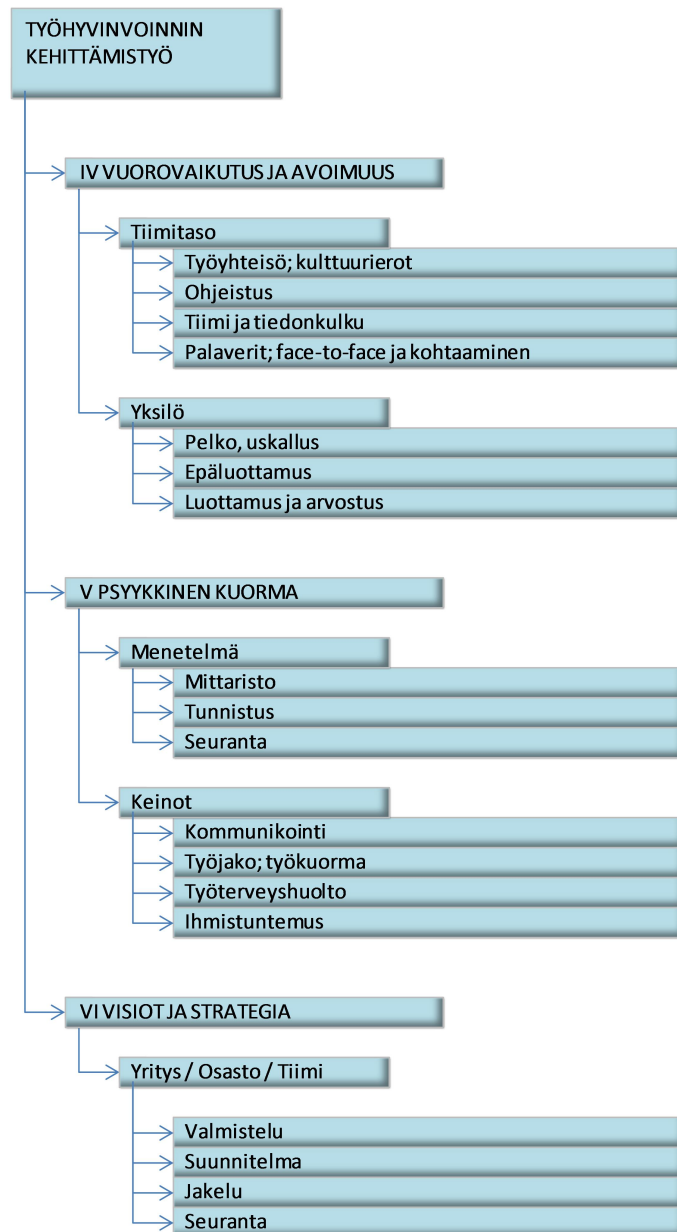 TYÖHYVINVOINNIN
KEHITTÄMISTYÖ
IV VUOROVAIKUTUS JA AVOIMUUS
Tiimitaso
Työyhteisö; kulttuurierot
Ohjeistus
Tiimi ja tiedonkulku
Palaverit; face-to-face ja kohtaaminen
Yksilö
Pelko, uskallus
Epäluottamus
Luottamus ja arvostus
V PSYYKKINEN KUORMA
Menetelmä
Mittaristo
Tunnistus
Seuranta
Keinot
Kommunikointi
Työjako; työkuorma
Työterveyshuolto
Ihmistuntemus
VI VISIOT JA STRATEGIA
Yritys / Osasto / Tiimi
Valmistelu
Suunnitelma
Jakelu
Seuranta